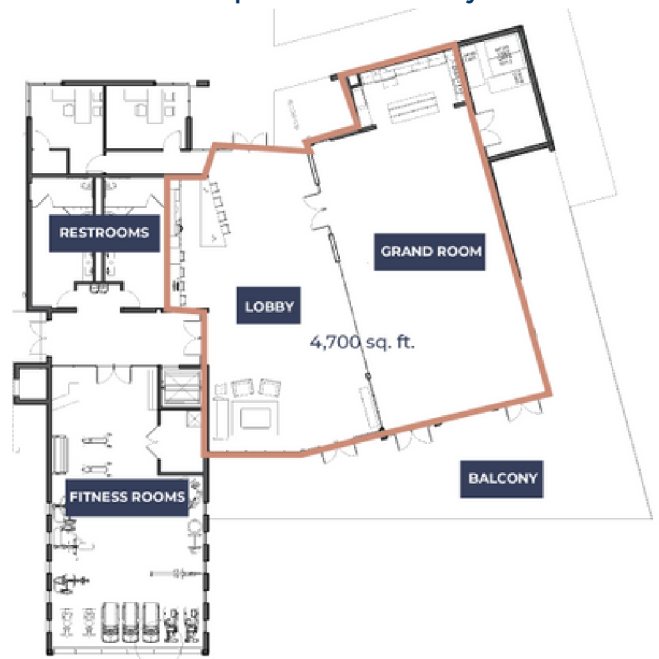 RESTROOMS
GRAND ROOM
LOBBY
4,700 sq. ft.
BALCONY
FITNESS ROOMS